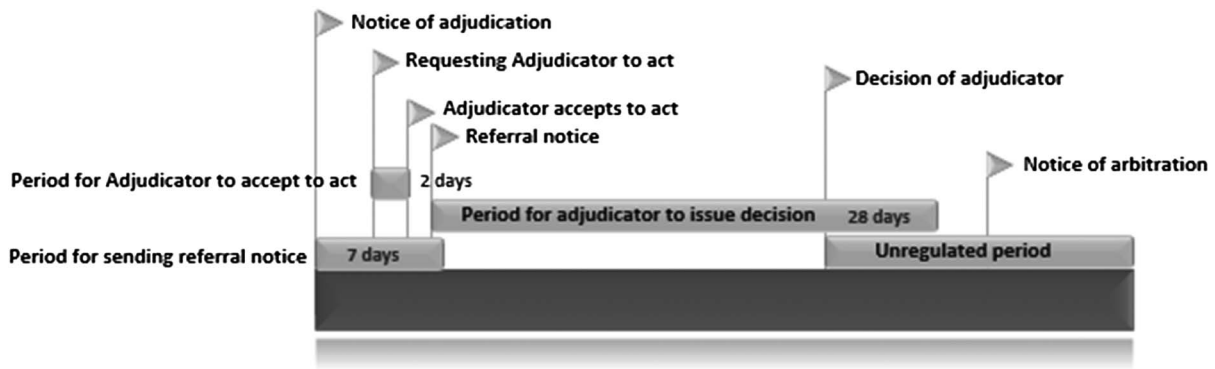 Notice of adjudication
Requesting Adjudicator to act
Decision of adjudicator
Adjudicator accepts to act
Referral notice
Notice of arbitration
Period for Adjudicator to accept to act 2 days
Period for adjudicator to issue decision 28 days
Period for sending referral notice 7 days Unregulated period